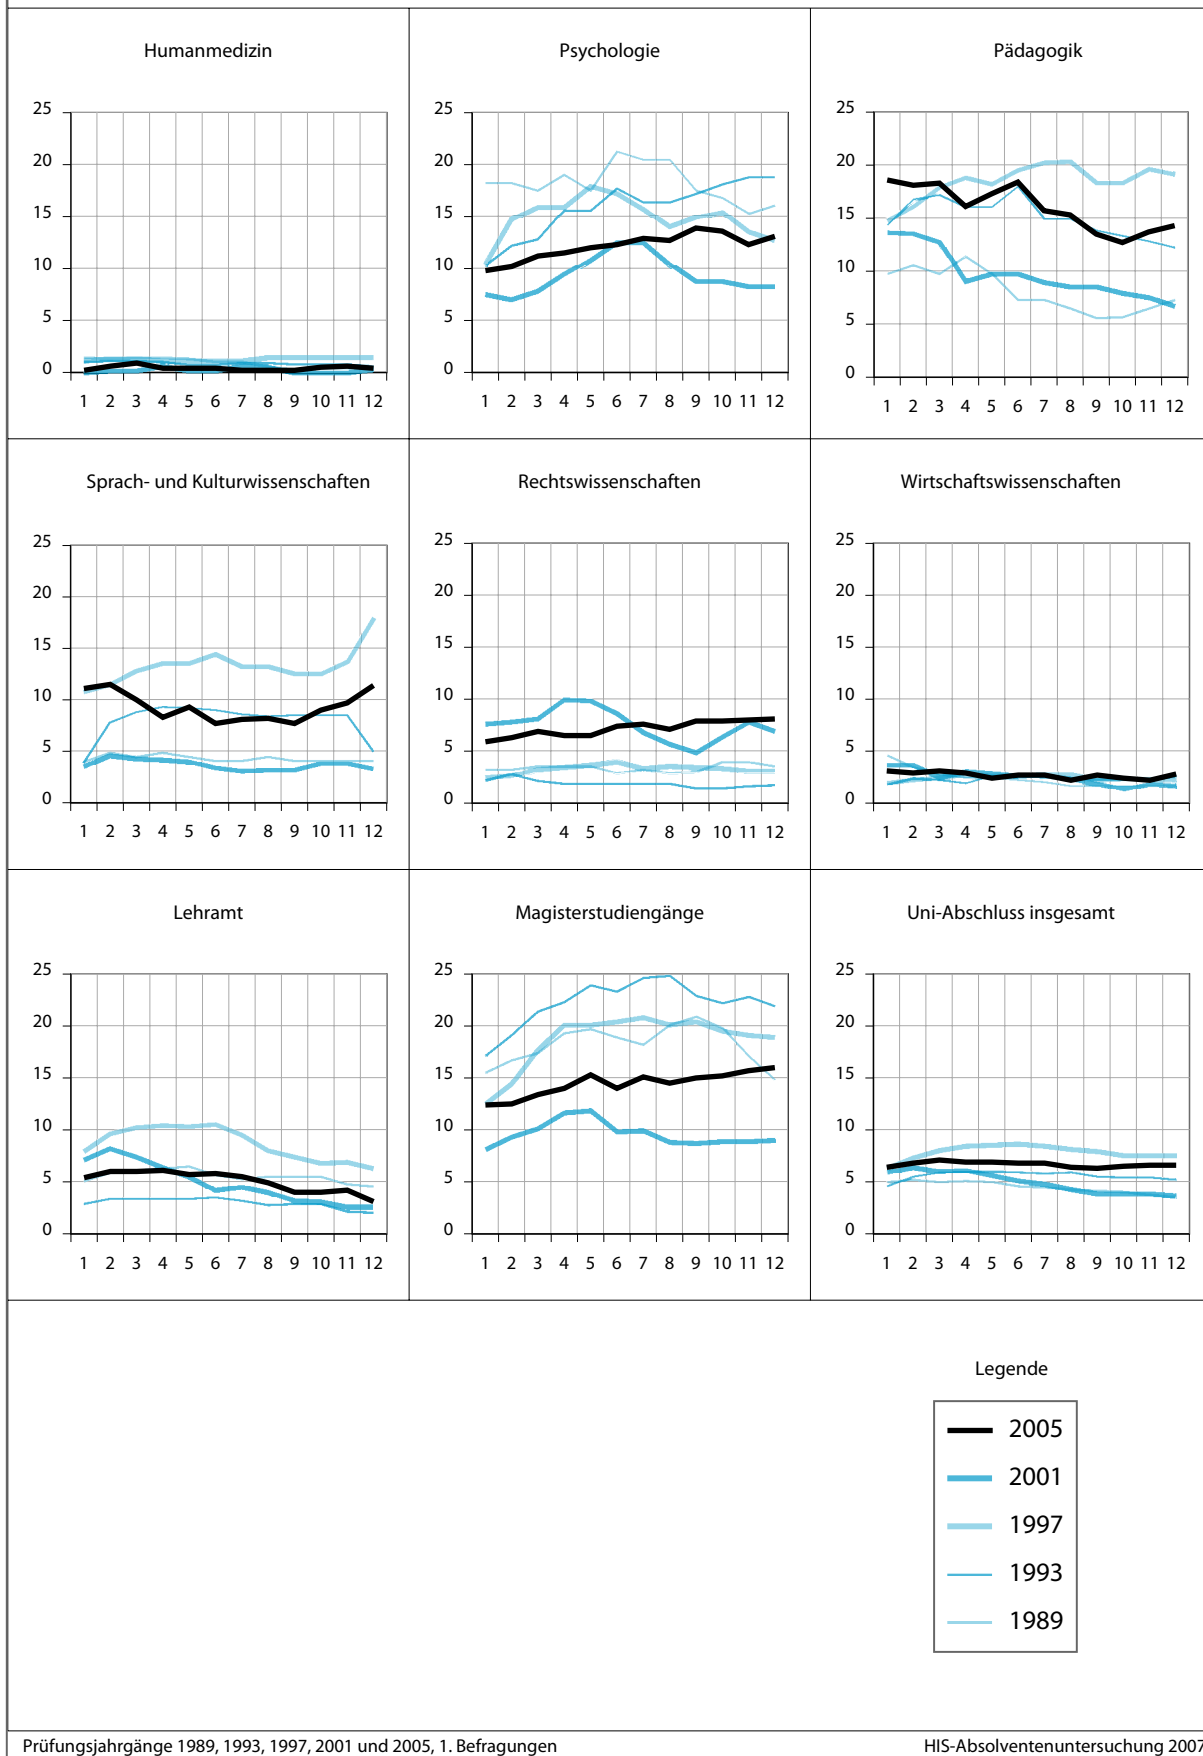 Humanmedizin
25
20
15
10
5
0
1 2 3 4 5 6 7 8 9 10 11 12
Psychologie
25
20
15
10
5
0
1 2 3 4 5 6 7 8 9 10 11 12
Pädagogik
25
20
15
10
5
0
1 2 3 4 5 6 7 8 9 10 11 12
Sprach- und Kulturwissenschaften
25
20
15
10
5
0
1 2 3 4 5 6 7 8 9 10 11 12
Rechtswissenschaften
25
20
15
10
5
0
1 2 3 4 5 6 7 8 9 10 11 12
Wirtschaftswissenschaften
25
20
15
10
5
0
1 2 3 4 5 6 7 8 9 10 11 12
Lehramt
25
20
15
10
5
0
1 2 3 4 5 6 7 8 9 10 11 12
Magisterstudiengänge
25
20
15
10
5
0
1 2 3 4 5 6 7 8 9 10 11 12
Uni-Abschluss insgesamt
25
20
15
10
5
0
1 2 3 4 5 6 7 8 9 10 11 12
Legende
2005
2001
1997
1993
1989
Prüfungsjahrgänge 1989, 1993, 1997, 2001 und 2005, 1. Befragungen
HIS-Absolventenuntersuchung 2007